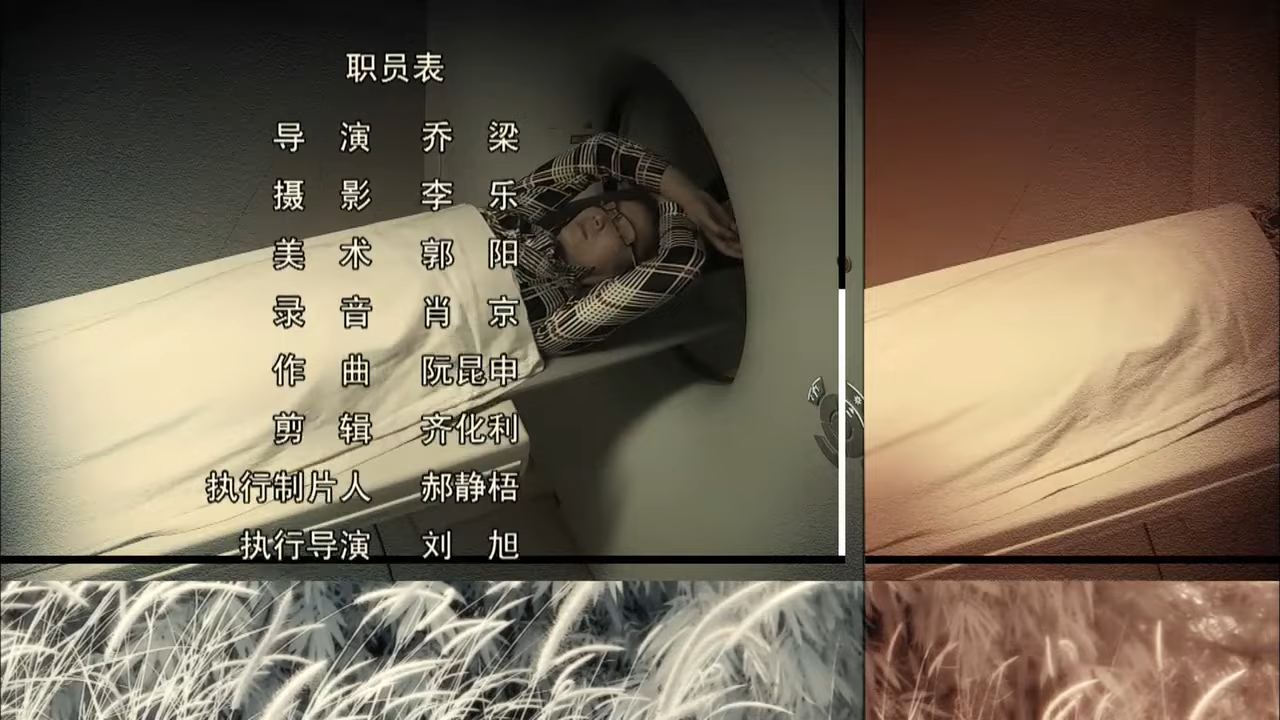 职员表
导 演 乔 梁
摄 影 李 乐
美 术 郭 阳
录 音 肖 京
作 曲 阮昆申
剪 辑 齐化利
执行制片人 郝静梧
执行导演 刘 旭